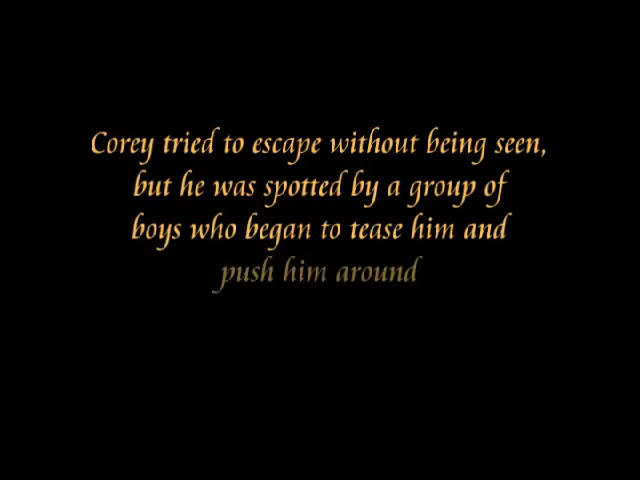 Corey tried to escape without being seen,
but he was spotted by a group of
boys who began to tease him and
push him around